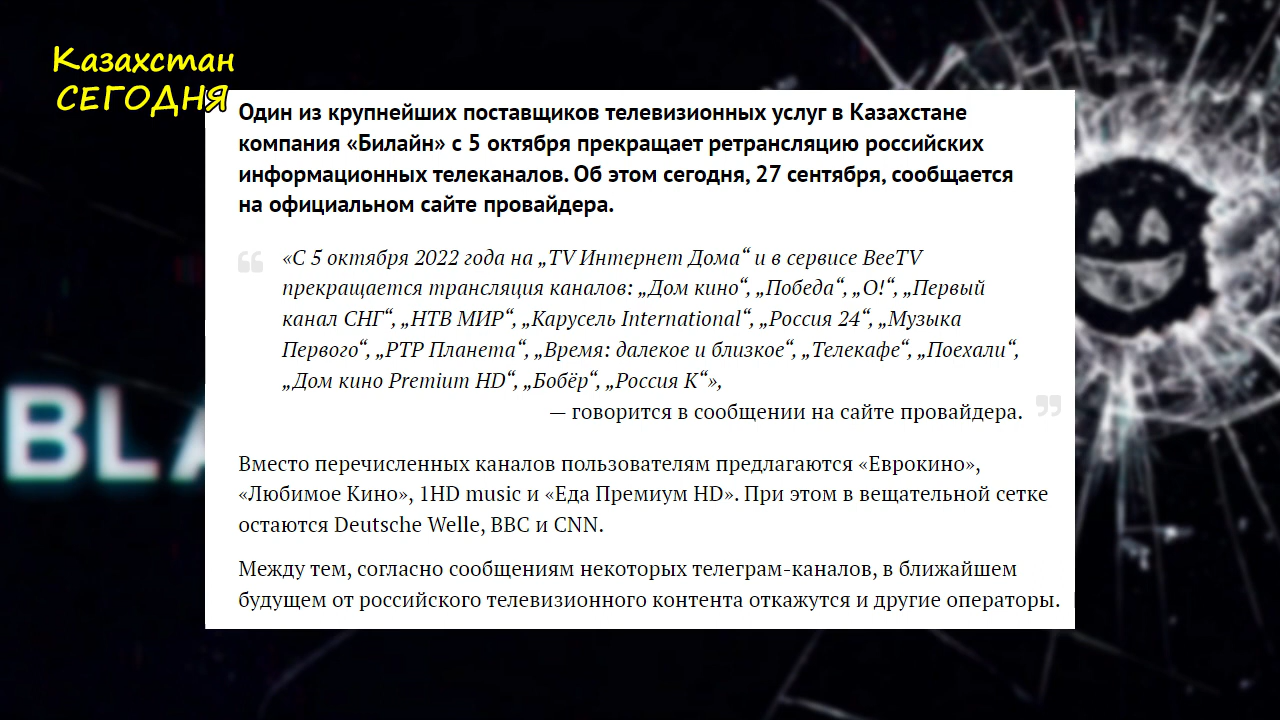 Казахстан
СЕГОДНЯ
Один из крупнейших поставщиков телевизионных услуг в Казахстане
компания «Билайн» с 5 октября прекращает ретрансляцию российских
информационных телеканалов. Об этом сегодня, 27 сентября, сообщается
на официальном сайте провайдера.
«С 5 октября 2022 года на „TV Интернет Дома“ и в сервисе BeeTV
прекращается трансляция каналов: „Дом кино“, „Победа“, „О!“, „Первый
канал СНГ“, „НТВ МИР“, „Карусель International“, „Россия 24“, „Музыка
Первого“, „РТР Планета“, „Время: далекое и близкое“, „Телекафе“, „Поехали“,
„Дом кино Premium HD“, „Бобёр“, „Россия К“»,
— говорится в сообщении на сайте провайдера.
BLA
Вместо перечисленных каналов пользователям предлагаются «Еврокино»,
«Любимое Кино», 1HD music и «Еда Премиум HD». При этом в вещательной сетке
остаются Deutsche Welle, BBC и CNN.
Между тем, согласно сообщениям некоторых телеграм-каналов, в ближайшем
будущем от российского телевизионного контента откажутся и другие операторы.